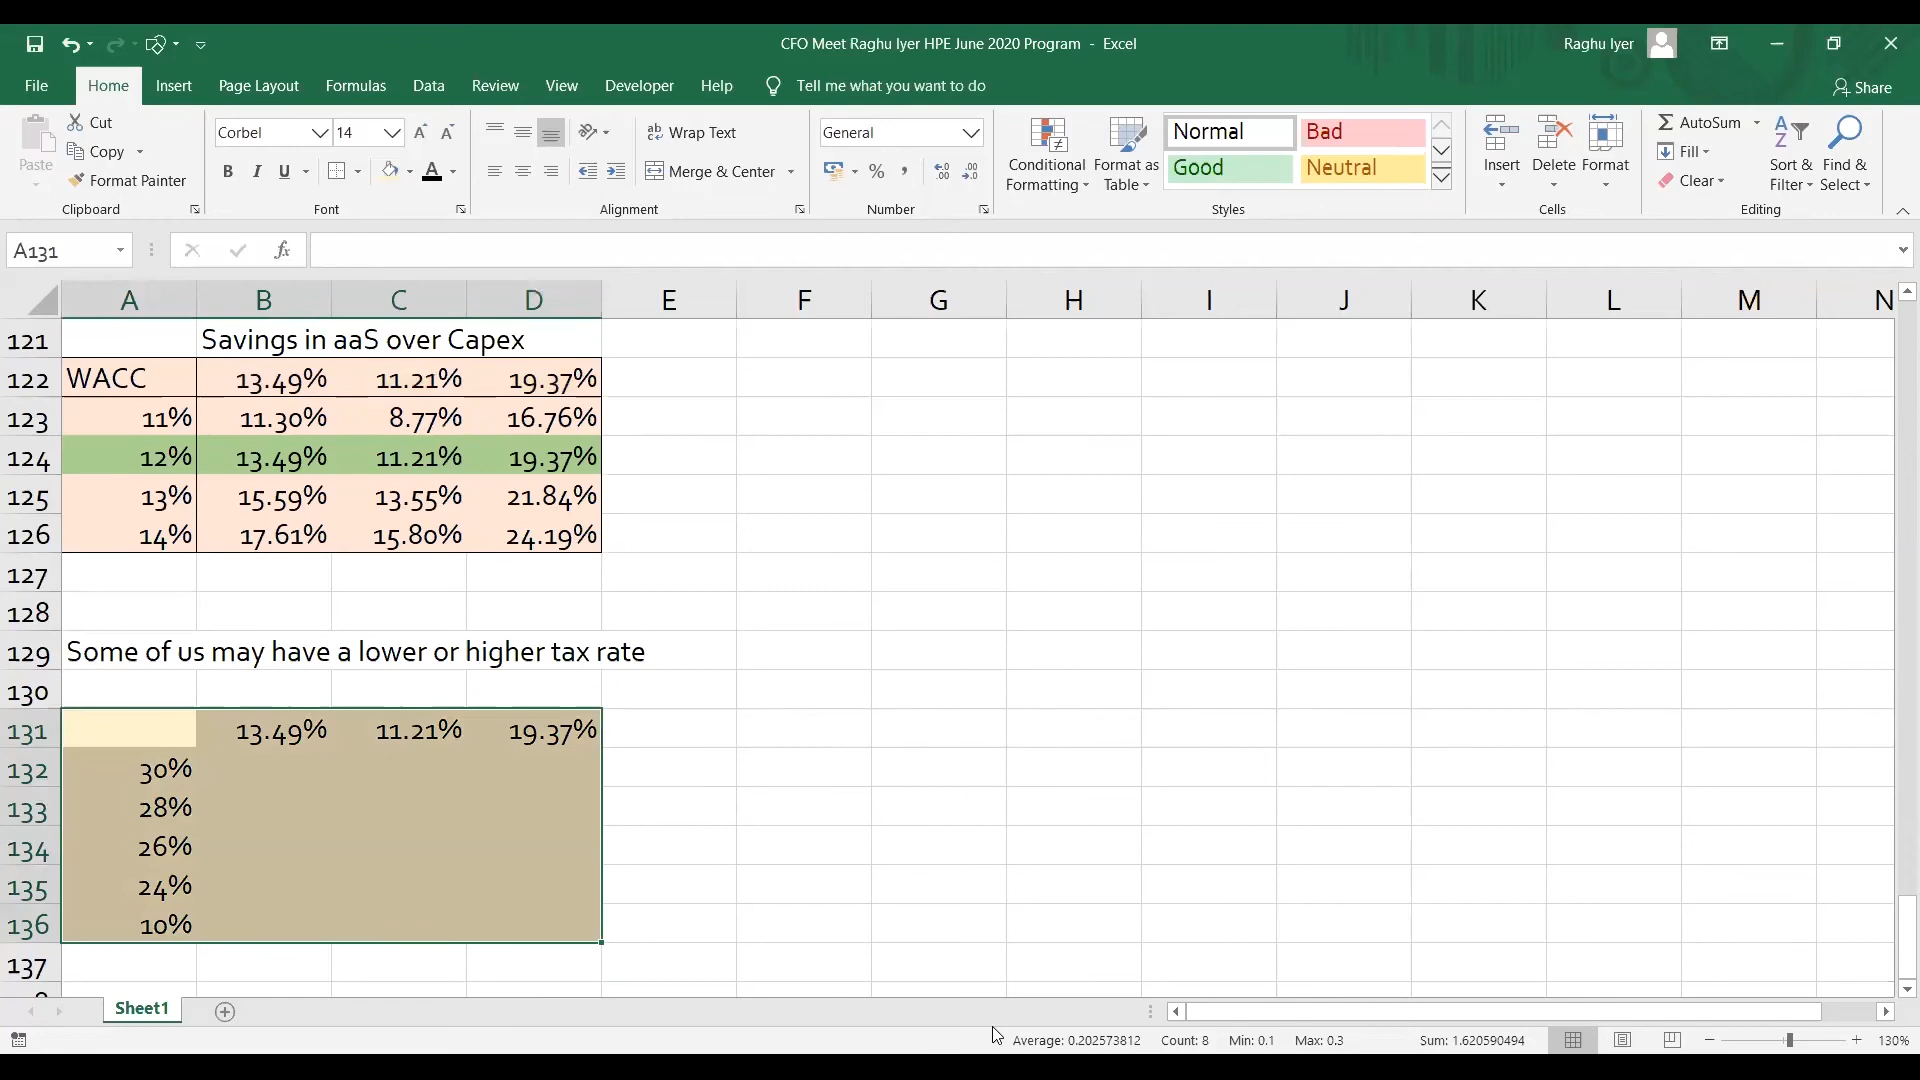 CFO Meet Raghu Iyer HPE June 2020 Program - Excel
Raghu Iyer
File Home Insert Page Layout Formulas Data Review View Developer Help Tell me what you want to do
Share
Paste
Cut
Copy
Format Painter
Clipboard
Corbel 14
B I U
Font
Wrap Text
Merge & Center
Alignment
General
%
Number
Conditional Formatting
Format as Table
Normal Bad
Good Neutral
Styles
Insert Delete Format
Cells
AutoSum
Fill
Clear
Sort & Filter
Find & Select
Editing
A131
fx
A B C D E F G H I J K L M N
121 Savings in aaS over Capex
122 WACC 13.49% 11.21% 19.37%
123 11% 11.30% 8.77% 16.76%
124 12% 13.49% 11.21% 19.37%
125 13% 15.59% 13.55% 21.84%
126 14% 17.61% 15.80% 24.19%
127
128
129 Some of us may have a lower or higher tax rate
130
131 13.49% 11.21% 19.37%
132 30%
133 28%
134 26%
135 24%
136 10%
137
Sheet1
Average: 0.202573812 Count: 8 Min: 0.1 Max: 0.3 Sum: 1.620590494 130%